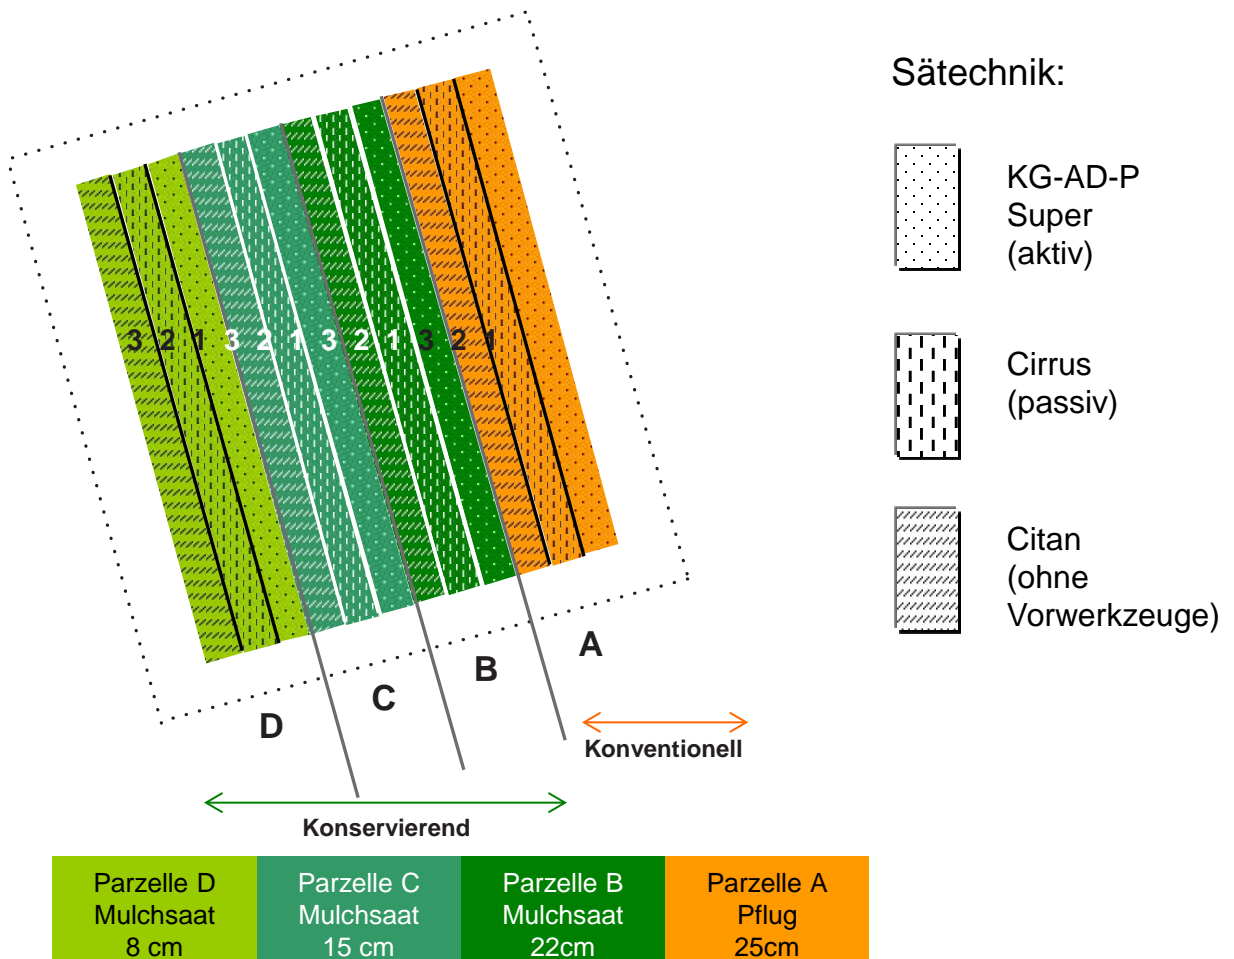 Sätechnik:
KG-AD-P
Super
(aktiv)
Cirrus
(passiv)
Citan
(ohne
Vorwerkzeuge)
3 2 1 3 2 1 3 2 1 3 2 1
A
B
C
D
Konventionell
Konservierend
Parzelle D
Mulchsaat
8 cm
Parzelle C
Mulchsaat
15 cm
Parzelle B
Mulchsaat
22cm
Parzelle A
Pflug
25cm